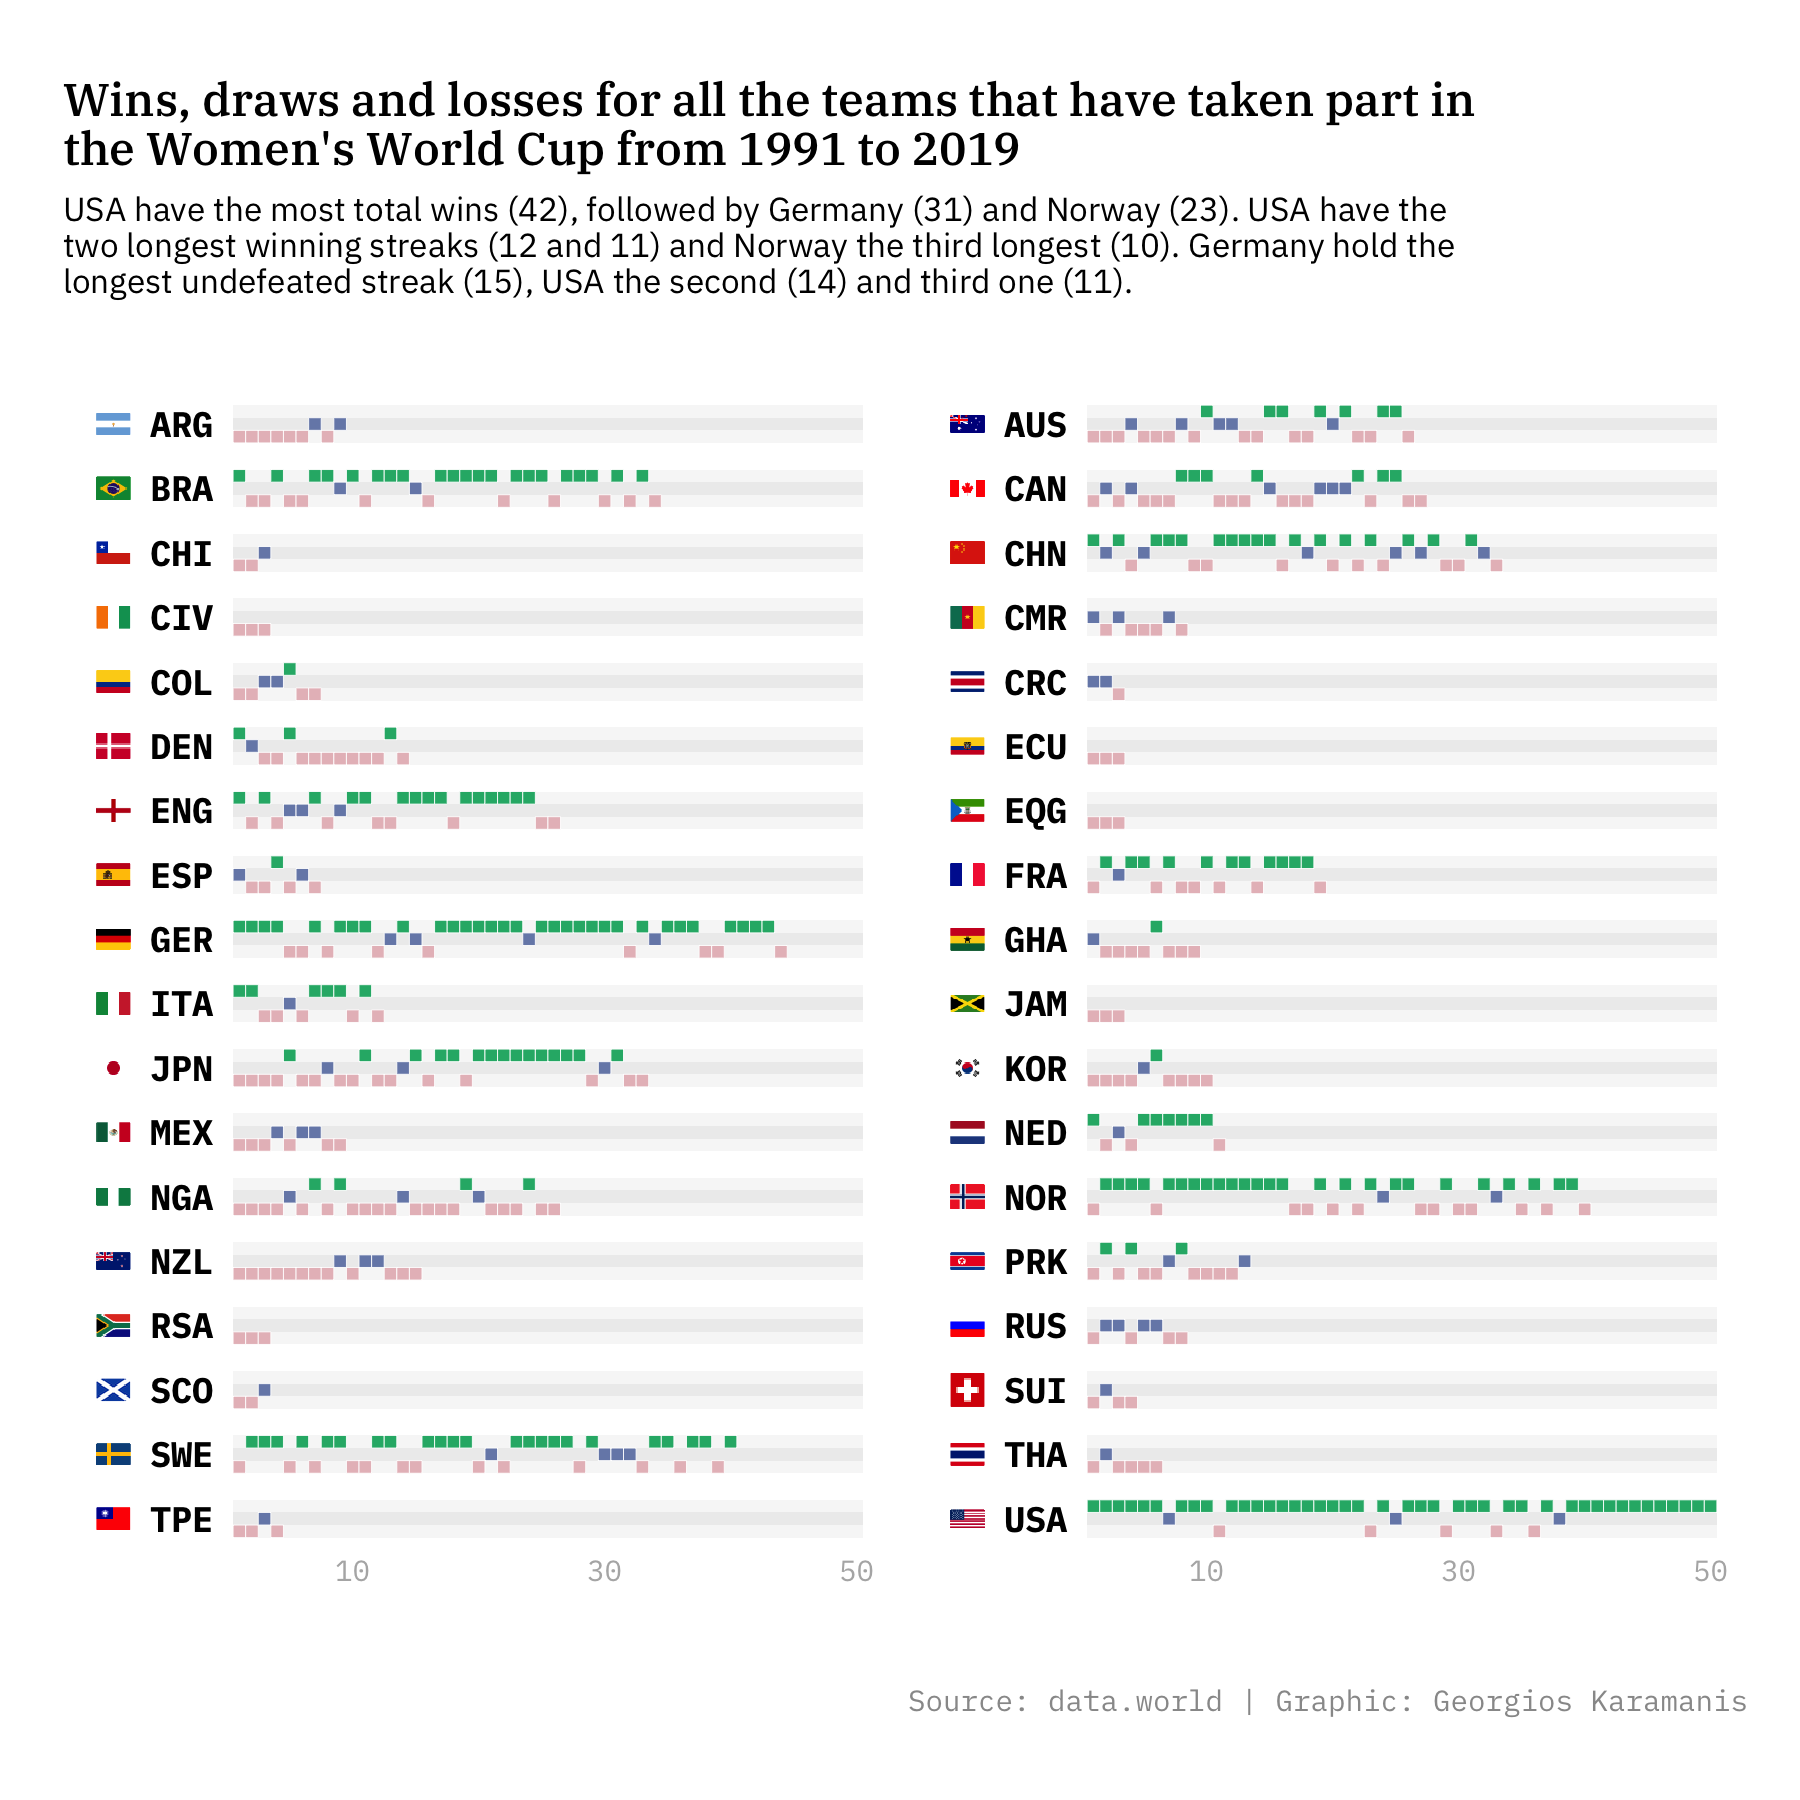 Wins, draws and losses for all the teams that have taken part in
the Women's World Cup from 1991 to 2019
USA have the most total wins (42), followed by Germany (31) and Norway (23). USA have the
two longest winning streaks (12 and 11) and Norway the third longest (10). Germany hold the
longest undefeated streak (15), USA the second (14) and third one (11).
ARG
AUS
BRA
CAN
CHI
CHN
CIV
CMR
COL
CRC
DEN
ECU
ENG
EQG
ESP
FRA
GER
GHA
ITA
JAM
JPN
KOR
MEX
NED
NGA
NOR
NZL
PRK
RSA
RUS
SCO
SUI
SWE
THA
TPE
USA
10 30 50
10 30 50
Source: data.world | Graphic: Georgios Karamanis